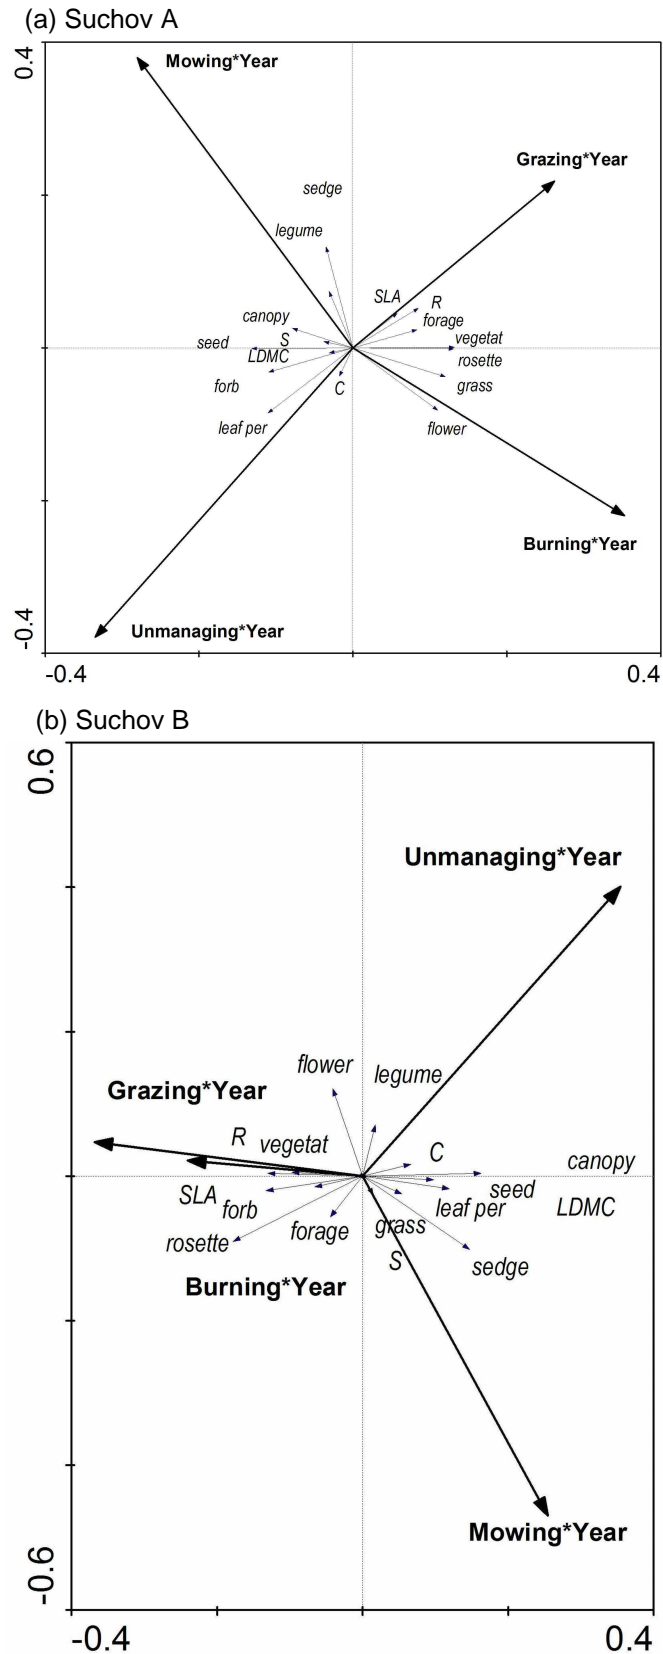 (a) Suchov A
0.4
Mowing*Year
Grazing*Year
sedge
legume
SLA
R
canopy
forage
seed
S
vegetat
LDMC
rosette
forb
C
grass
leaf per
flower
Burning*Year
Unmanaging*Year
-0.4
-0.4
0.4
(b) Suchov B
0.6
Unmanaging*Year
flower
legume
Grazing*Year
R
vegetat
C
canopy
SLA
forb
seed
leaf per
LDMC
forage
grass
rosette
S
sedge
Burning*Year
Mowing*Year
-0.6
-0.4
0.4